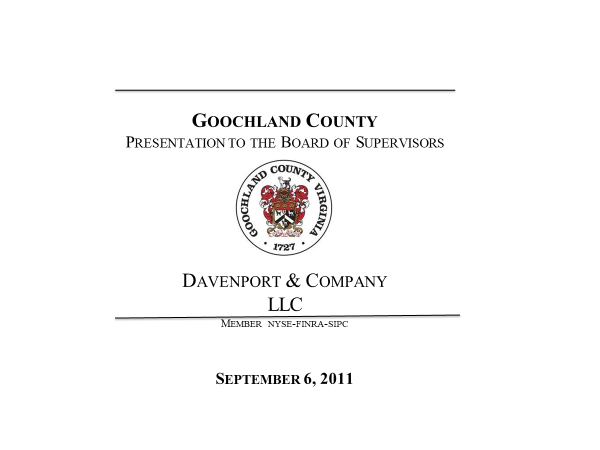 GOOCHLAND COUNTY
PRESENTATION TO THE BOARD OF SUPERVISORS
GOOCHLAND COUNTY VIRGINIA
• 1727 •
DAVENPORT & COMPANY
LLC
MEMBER NYSE-FINRA-SIPC
SEPTEMBER 6, 2011